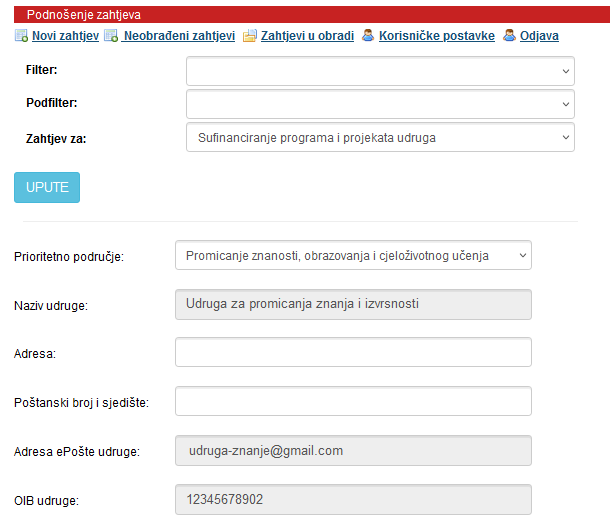 Podnošenje zahtjeva
Novi zahtjev Neobrađeni zahtjevi Zahtjevi u obradi Korisničke postavke Odjava
Filter:
Podfilter:
Zahtjev za: Sufinanciranje programa i projekata udruga
UPUTE
Prioritetno područje: Promicanje znanosti, obrazovanja i cjeloživotnog učenja
Naziv udruge: Udruga za promicanja znanja i izvrsnosti
Adresa:
Poštanski broj i sjedište:
Adresa ePošte udruge: udruga-znanje@gmail.com
OIB udruge: 12345678902